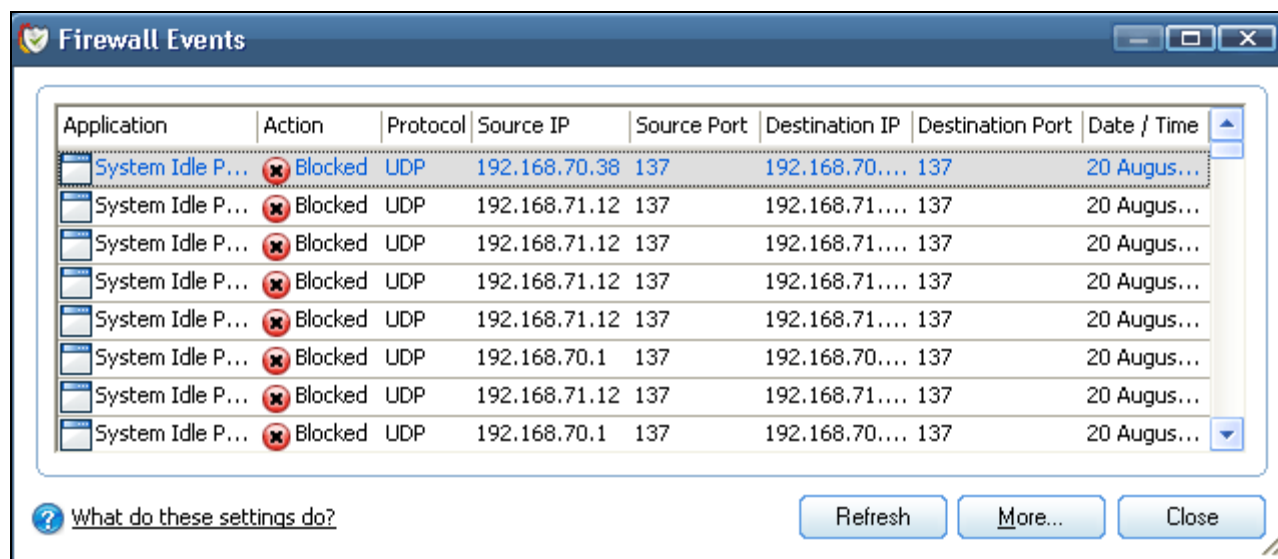 Firewall Events
Application Action Protocol Source IP Source Port Destination IP Destination Port Date / Time
System Idle P... Blocked UDP 192.168.70.38 137 192.168.70.... 137 20 Augus...
System Idle P... Blocked UDP 192.168.71.12 137 192.168.71.... 137 20 Augus...
System Idle P... Blocked UDP 192.168.71.12 137 192.168.71.... 137 20 Augus...
System Idle P... Blocked UDP 192.168.71.12 137 192.168.71.... 137 20 Augus...
System Idle P... Blocked UDP 192.168.71.12 137 192.168.71.... 137 20 Augus...
System Idle P... Blocked UDP 192.168.70.1 137 192.168.70.... 137 20 Augus...
System Idle P... Blocked UDP 192.168.71.12 137 192.168.71.... 137 20 Augus...
System Idle P... Blocked UDP 192.168.70.1 137 192.168.70.... 137 20 Augus...
What do these settings do? Refresh More... Close